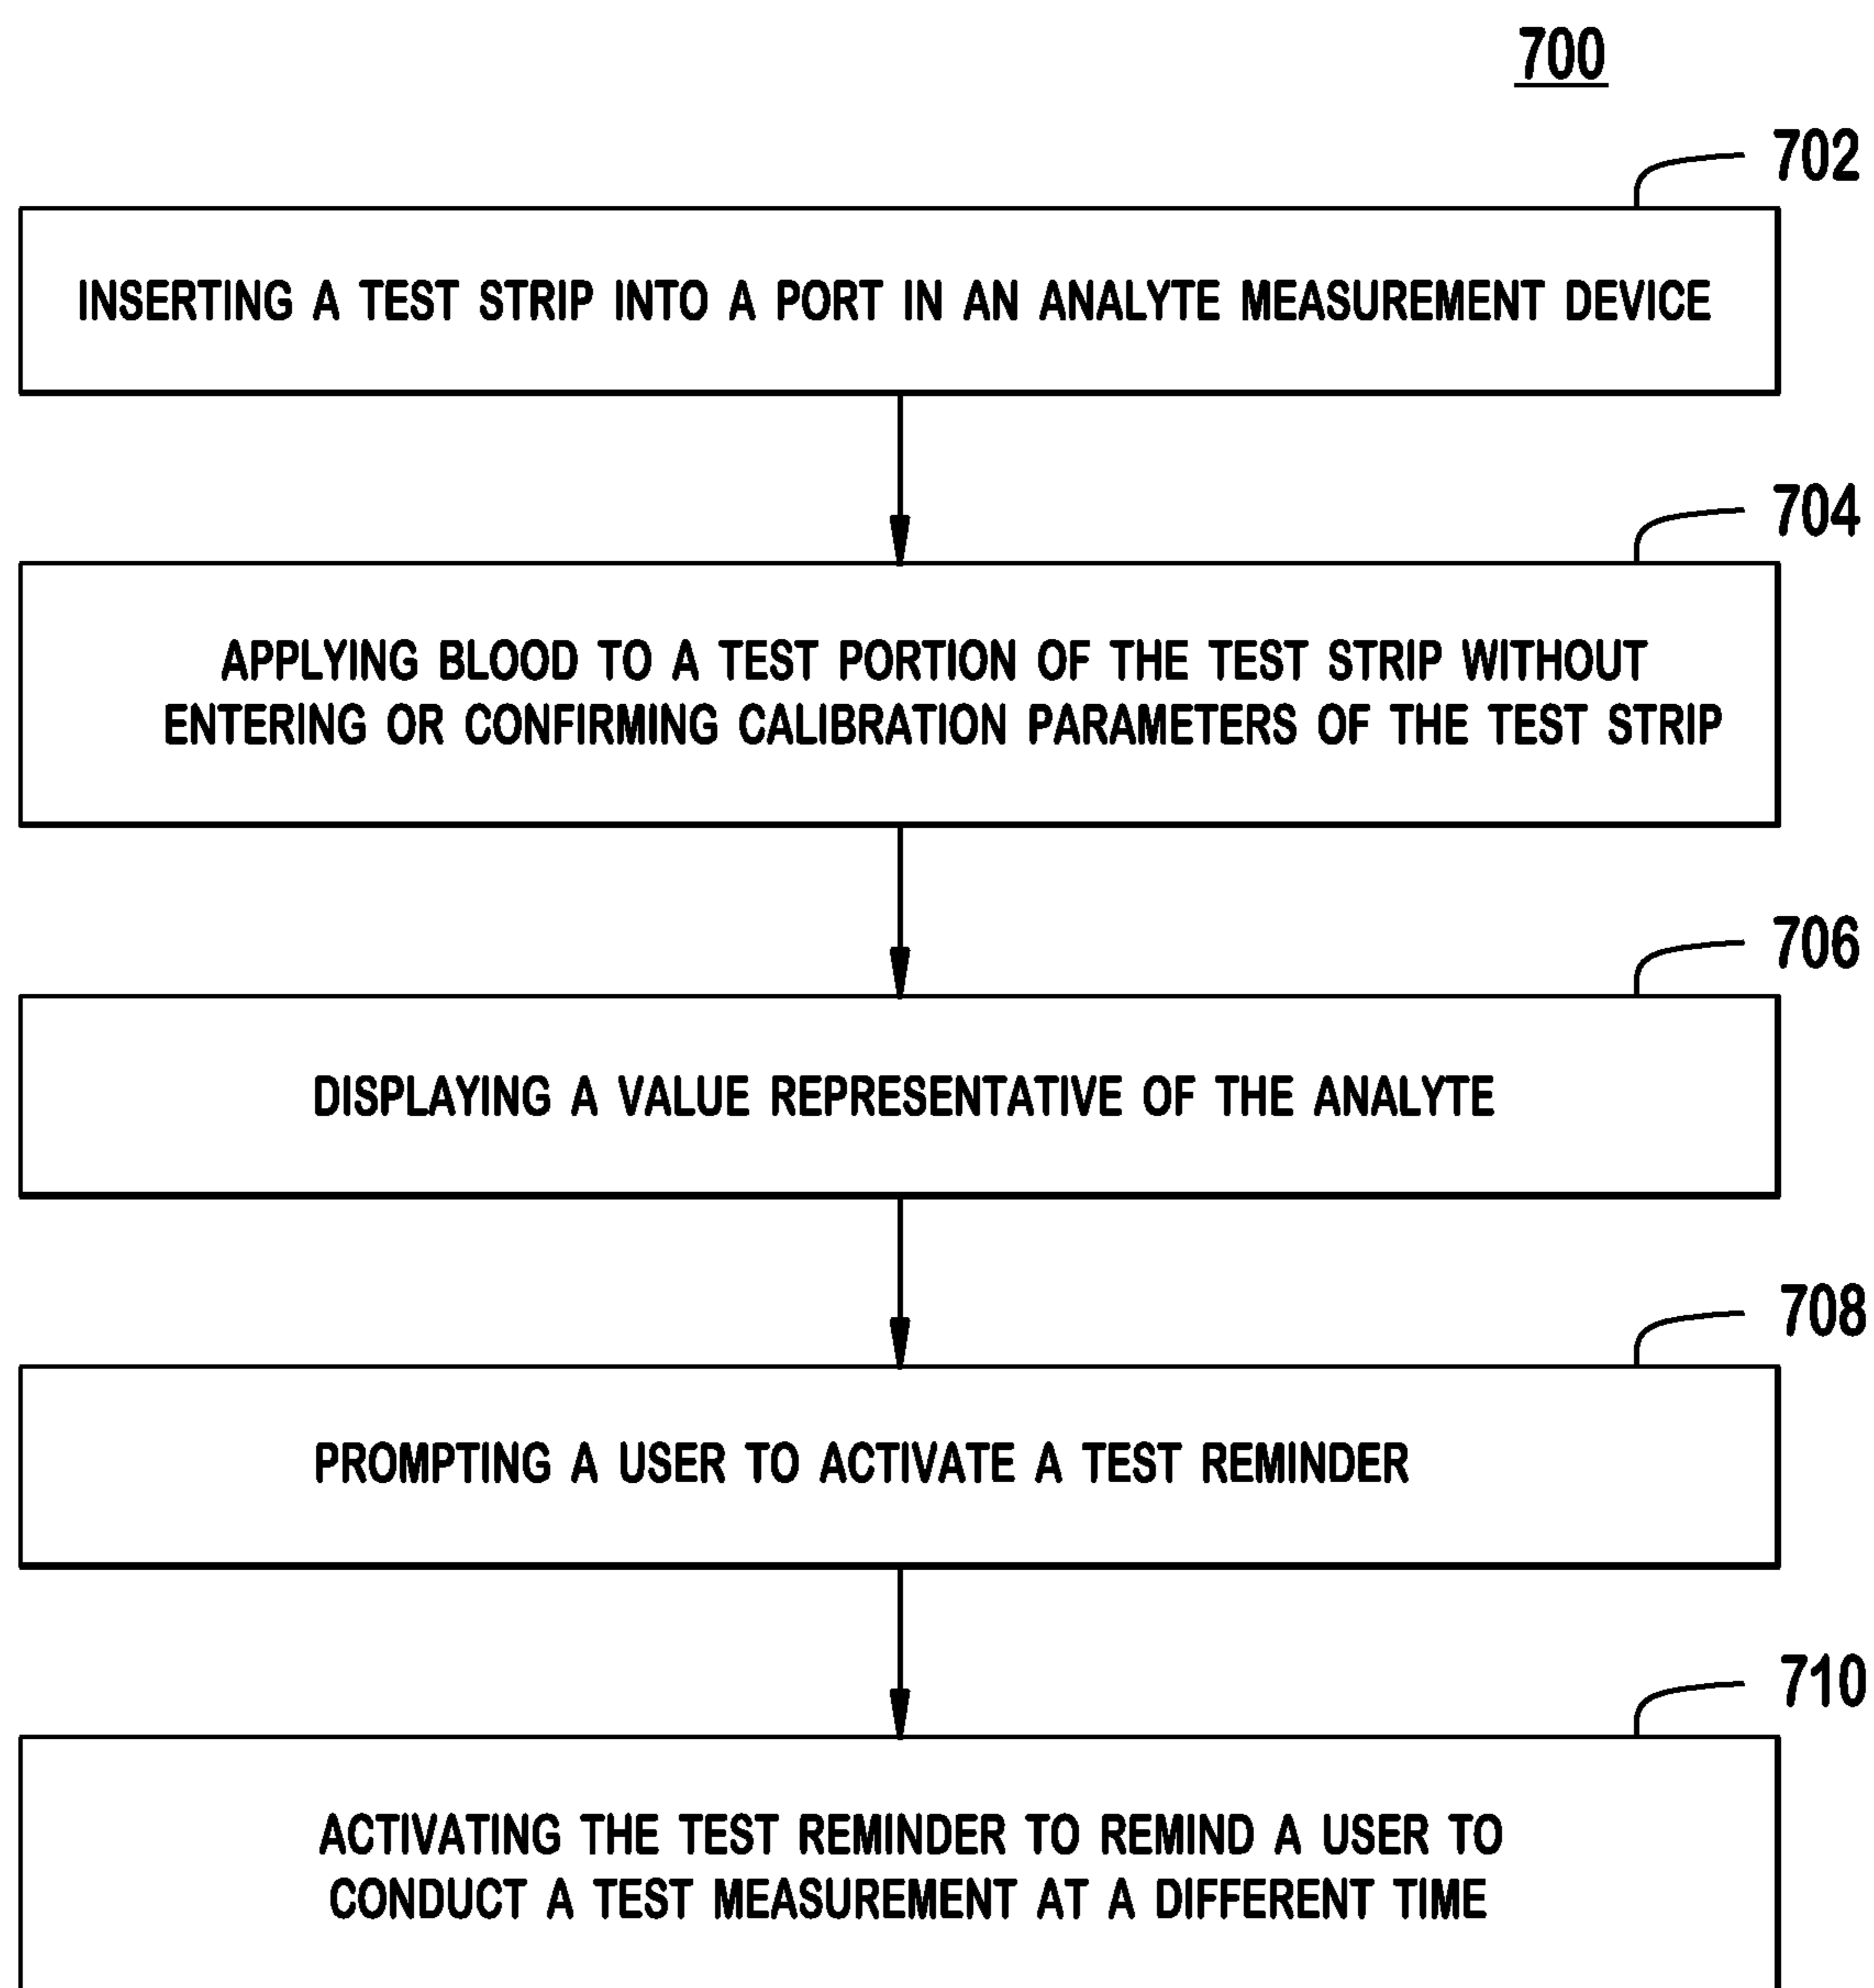 700
702
INSERTING A TEST STRIP INTO A PORT IN AN ANALYTE MEASUREMENT DEVICE
704
APPLYING BLOOD TO A TEST PORTION OF THE TEST STRIP WITHOUT
ENTERING OR CONFIRMING CALIBRATION PARAMETERS OF THE TEST STRIP
706
DISPLAYING A VALUE REPRESENTATIVE OF THE ANALYTE
708
PROMPTING A USER TO ACTIVATE A TEST REMINDER
710
ACTIVATING THE TEST REMINDER TO REMIND A USER TO
CONDUCT A TEST MEASUREMENT AT A DIFFERENT TIME